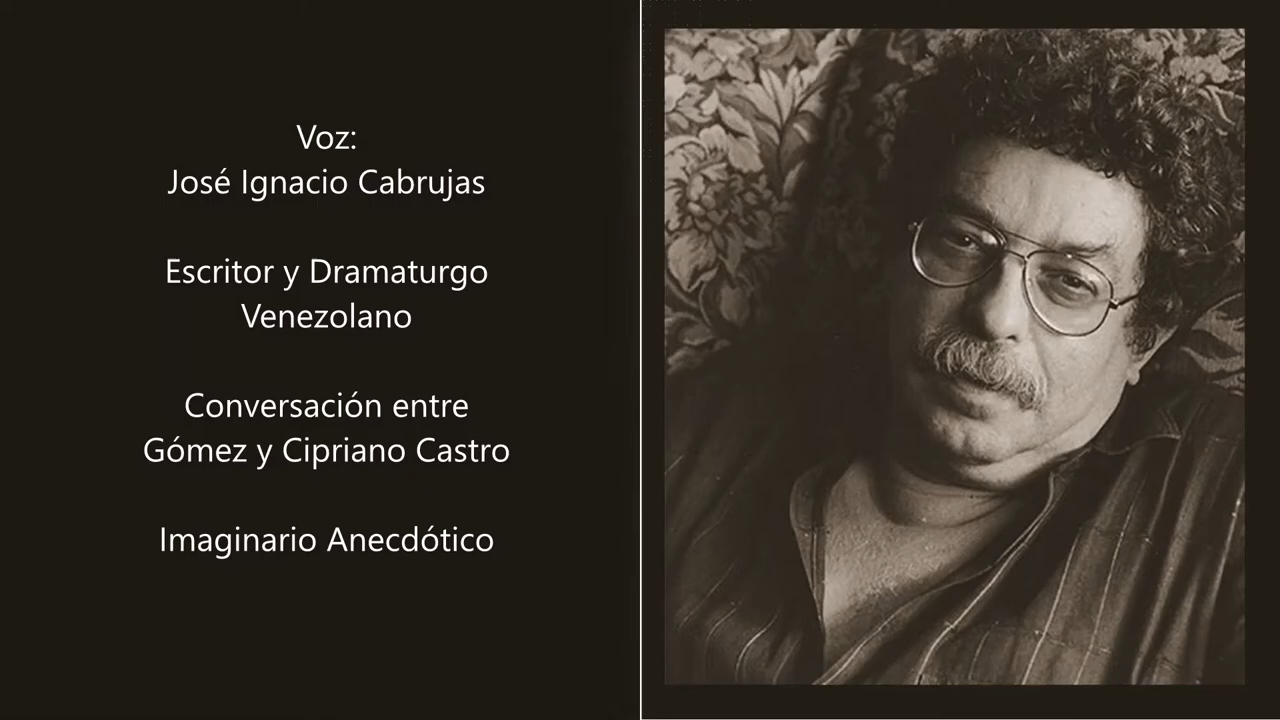 Voz:
José Ignacio Cabrujas
Escritor y Dramaturgo
Venezolano
Conversación entre
Gómez y Cipriano Castro
Imaginario Anecdótico